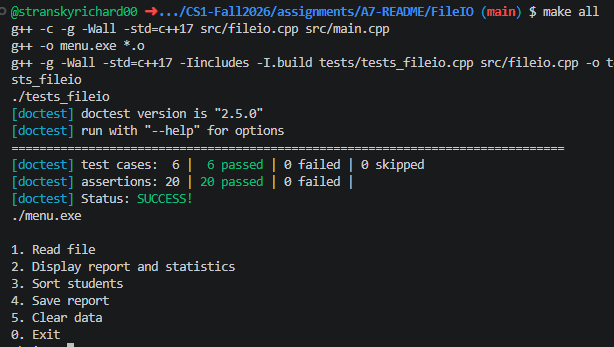 @stranskyrichard00 ➜.../CS1-Fall2026/assignments/A7-README/FileIO (main) $ make all
g++ -c -g -Wall -std=c++17 src/fileio.cpp src/main.cpp
g++ -o menu.exe *.o
g++ -g -Wall -std=c++17 -Iincludes -I.build tests/tests_fileio.cpp src/fileio.cpp -o te
sts_fileio
./tests_fileio
[doctest] doctest version is "2.5.0"
[doctest] run with "--help" for options
===============================================================================
[doctest] test cases:  6 |  6 passed | 0 failed | 0 skipped
[doctest] assertions: 20 | 20 passed | 0 failed |
[doctest] Status: SUCCESS!
./menu.exe
1. Read file
2. Display report and statistics
3. Sort students
4. Save report
5. Clear data
0. Exit